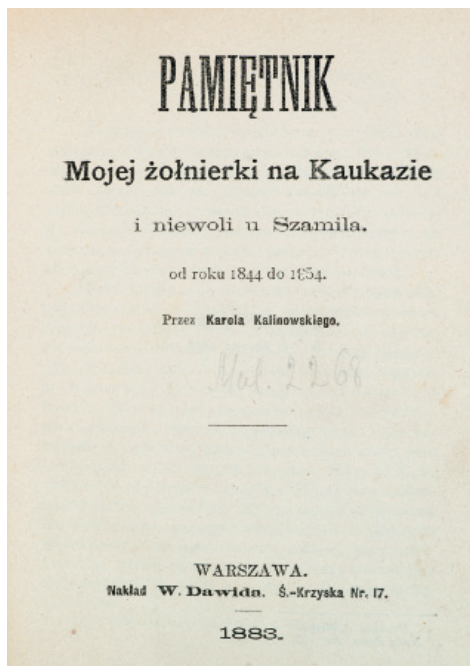 PAMIĘTNIK
Mojej żołnierki na Kaukazie
i niewoli u Szamila.
od roku 1844 do 1854.
Przez Karola Kalinowskiego.
2268
WARSZAWA.
Nakład W. Dawida. Ś.-Krzyska Nr. 17.
1883.